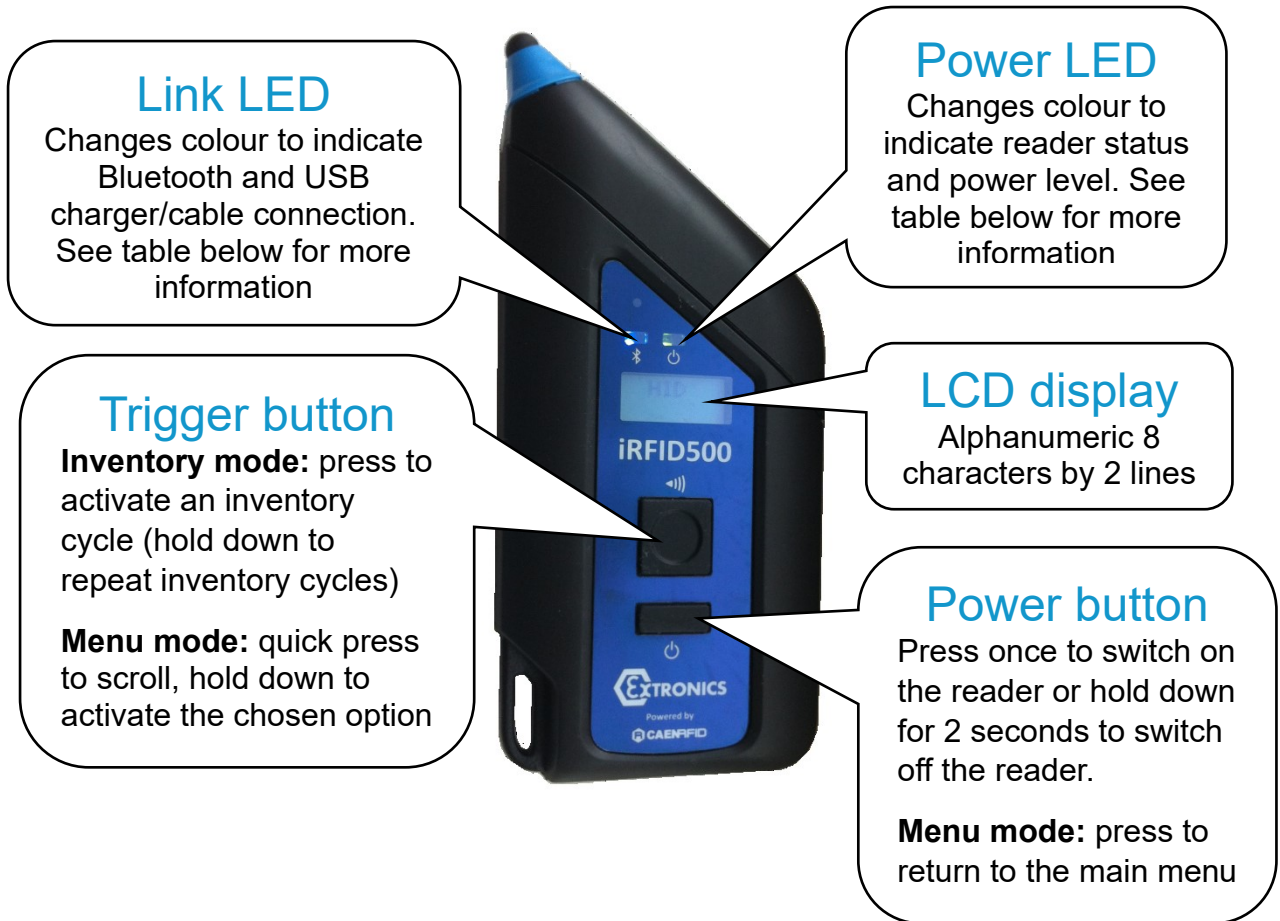 Link LED
Changes colour to indicate
Bluetooth and USB
charger/cable connection.
See table below for more
information
Power LED
Changes colour to
indicate reader status
and power level. See
table below for more
information
Trigger button
Inventory mode: press to
activate an inventory
cycle (hold down to
repeat inventory cycles)
Menu mode: quick press
to scroll, hold down to
activate the chosen option
LCD display
Alphanumeric 8
characters by 2 lines
Power button
Press once to switch on
the reader or hold down
for 2 seconds to switch
off the reader.
Menu mode: press to
return to the main menu
HID
iRFID500
EXTRONICS
Powered by
CAENRFID